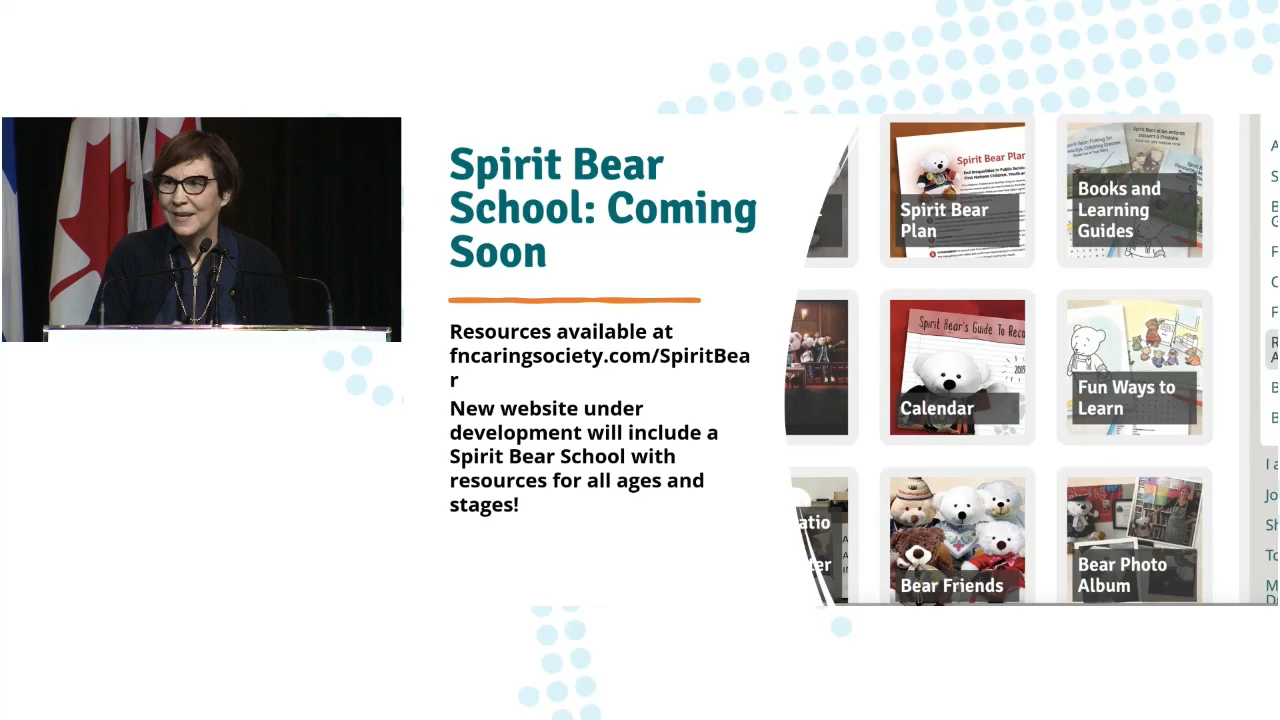 Spirit Bear
School: Coming
Soon
Resources available at
fncaringsociety.com/SpiritBea
r
New website under
development will include a
Spirit Bear School with
resources for all ages and
stages!
Spirit Bear Plan
Spirit Bear
Plan
Books and
Learning
Guides
Spirit Bear's Guide To Reco
Calendar
Fun Ways to
Learn
Bear Friends
Bear Photo
Album